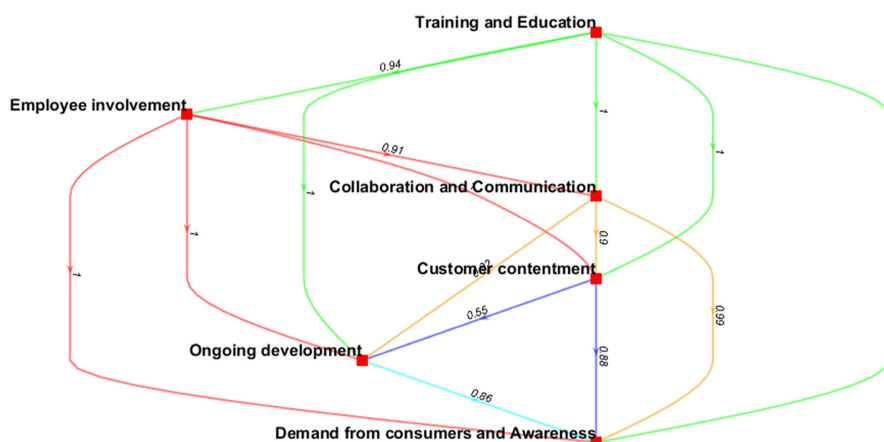 Training and Education
0.94
Employee involvement
1
0.91
1
Collaboration and Communication
1
1
0.9
Customer contentment
1
0.55
0.99
Ongoing development
0.88
0.86
Demand from consumers and Awareness